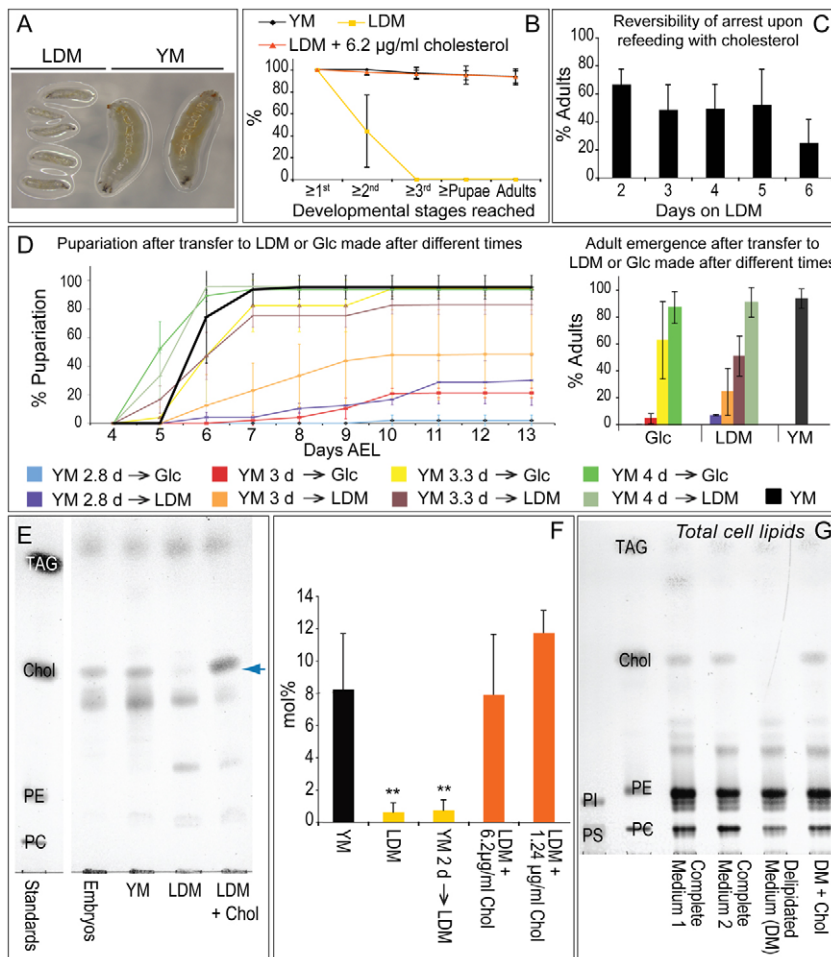 A
LDM YM
B
YM LDM
LDM + 6.2 µg/ml cholesterol
%
100
80
60
40
20
0
≥1st ≥2nd ≥3rd ≥Pupae Adults
Developmental stages reached
C
Reversibility of arrest upon
refeeding with cholesterol
% Adults
100
80
60
40
20
0
2 3 4 5 6
Days on LDM
D
Pupariation after transfer to LDM or Glc made after different times
% Pupariation
100
80
60
40
20
0
4 5 6 7 8 9 10 11 12 13
Days AEL
Adult emergence after transfer to
LDM or Glc made after different times
% Adults
100
80
60
40
20
0
Glc LDM YM
YM 2.8 d → Glc YM 3 d → Glc YM 3.3 d → Glc YM 4 d → Glc
YM 2.8 d → LDM YM 3 d → LDM YM 3.3 d → LDM YM 4 d → LDM YM
E
TAG
Chol
PE
PC
Standards
Embryos
YM
LDM
LDM
+ Chol
F
mol%
14
12
10
8
6
4
2
0
** **
YM
LDM
YM 2 d → LDM
LDM +
6.2µg/ml Chol
LDM +
1.24 µg/ml Chol
Total cell lipids G
TAG
Chol
PI PE
PS PC
Complete
Medium 1
Complete
Medium 2
Delipidated
Medium (DM)
DM + Chol